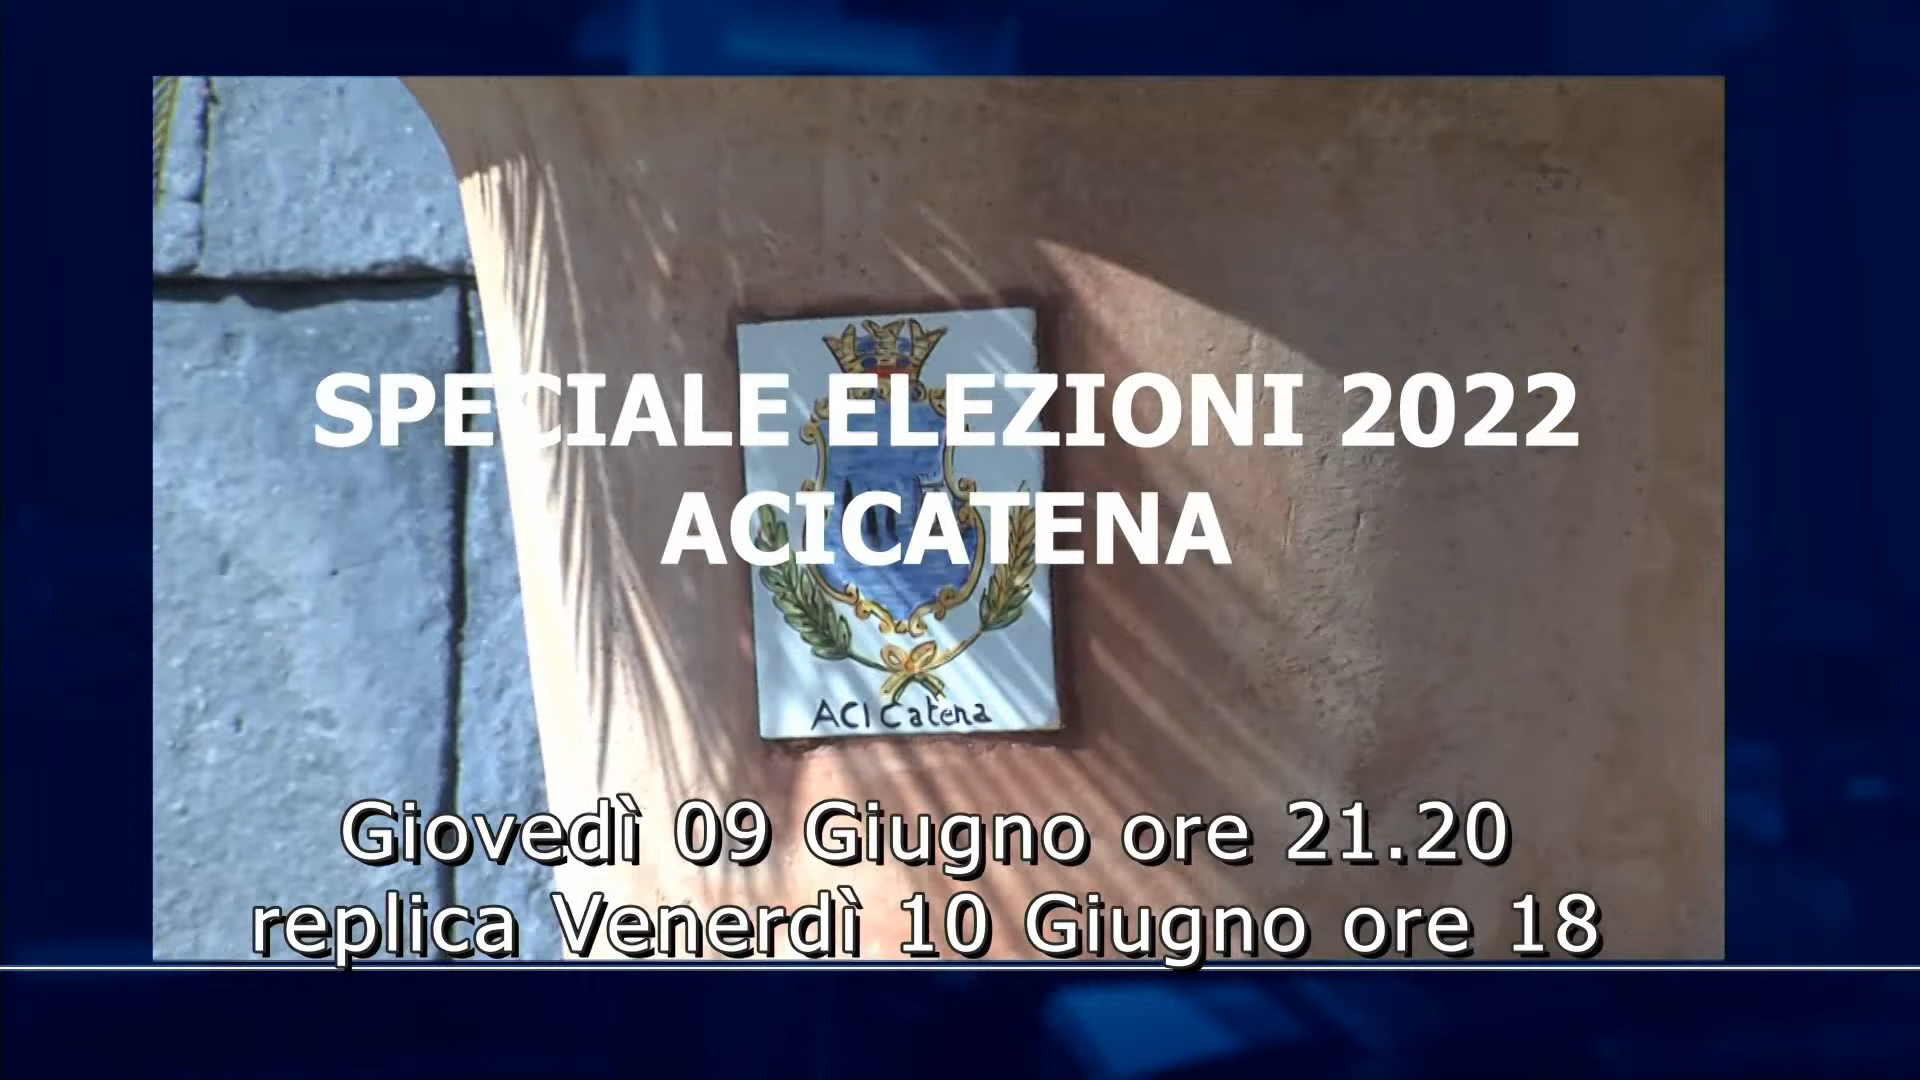 SPECIALE ELEZIONI 2022
ACICATENA
ACI Catena
Giovedì 09 Giugno ore 21.20
replica Venerdì 10 Giugno ore 18